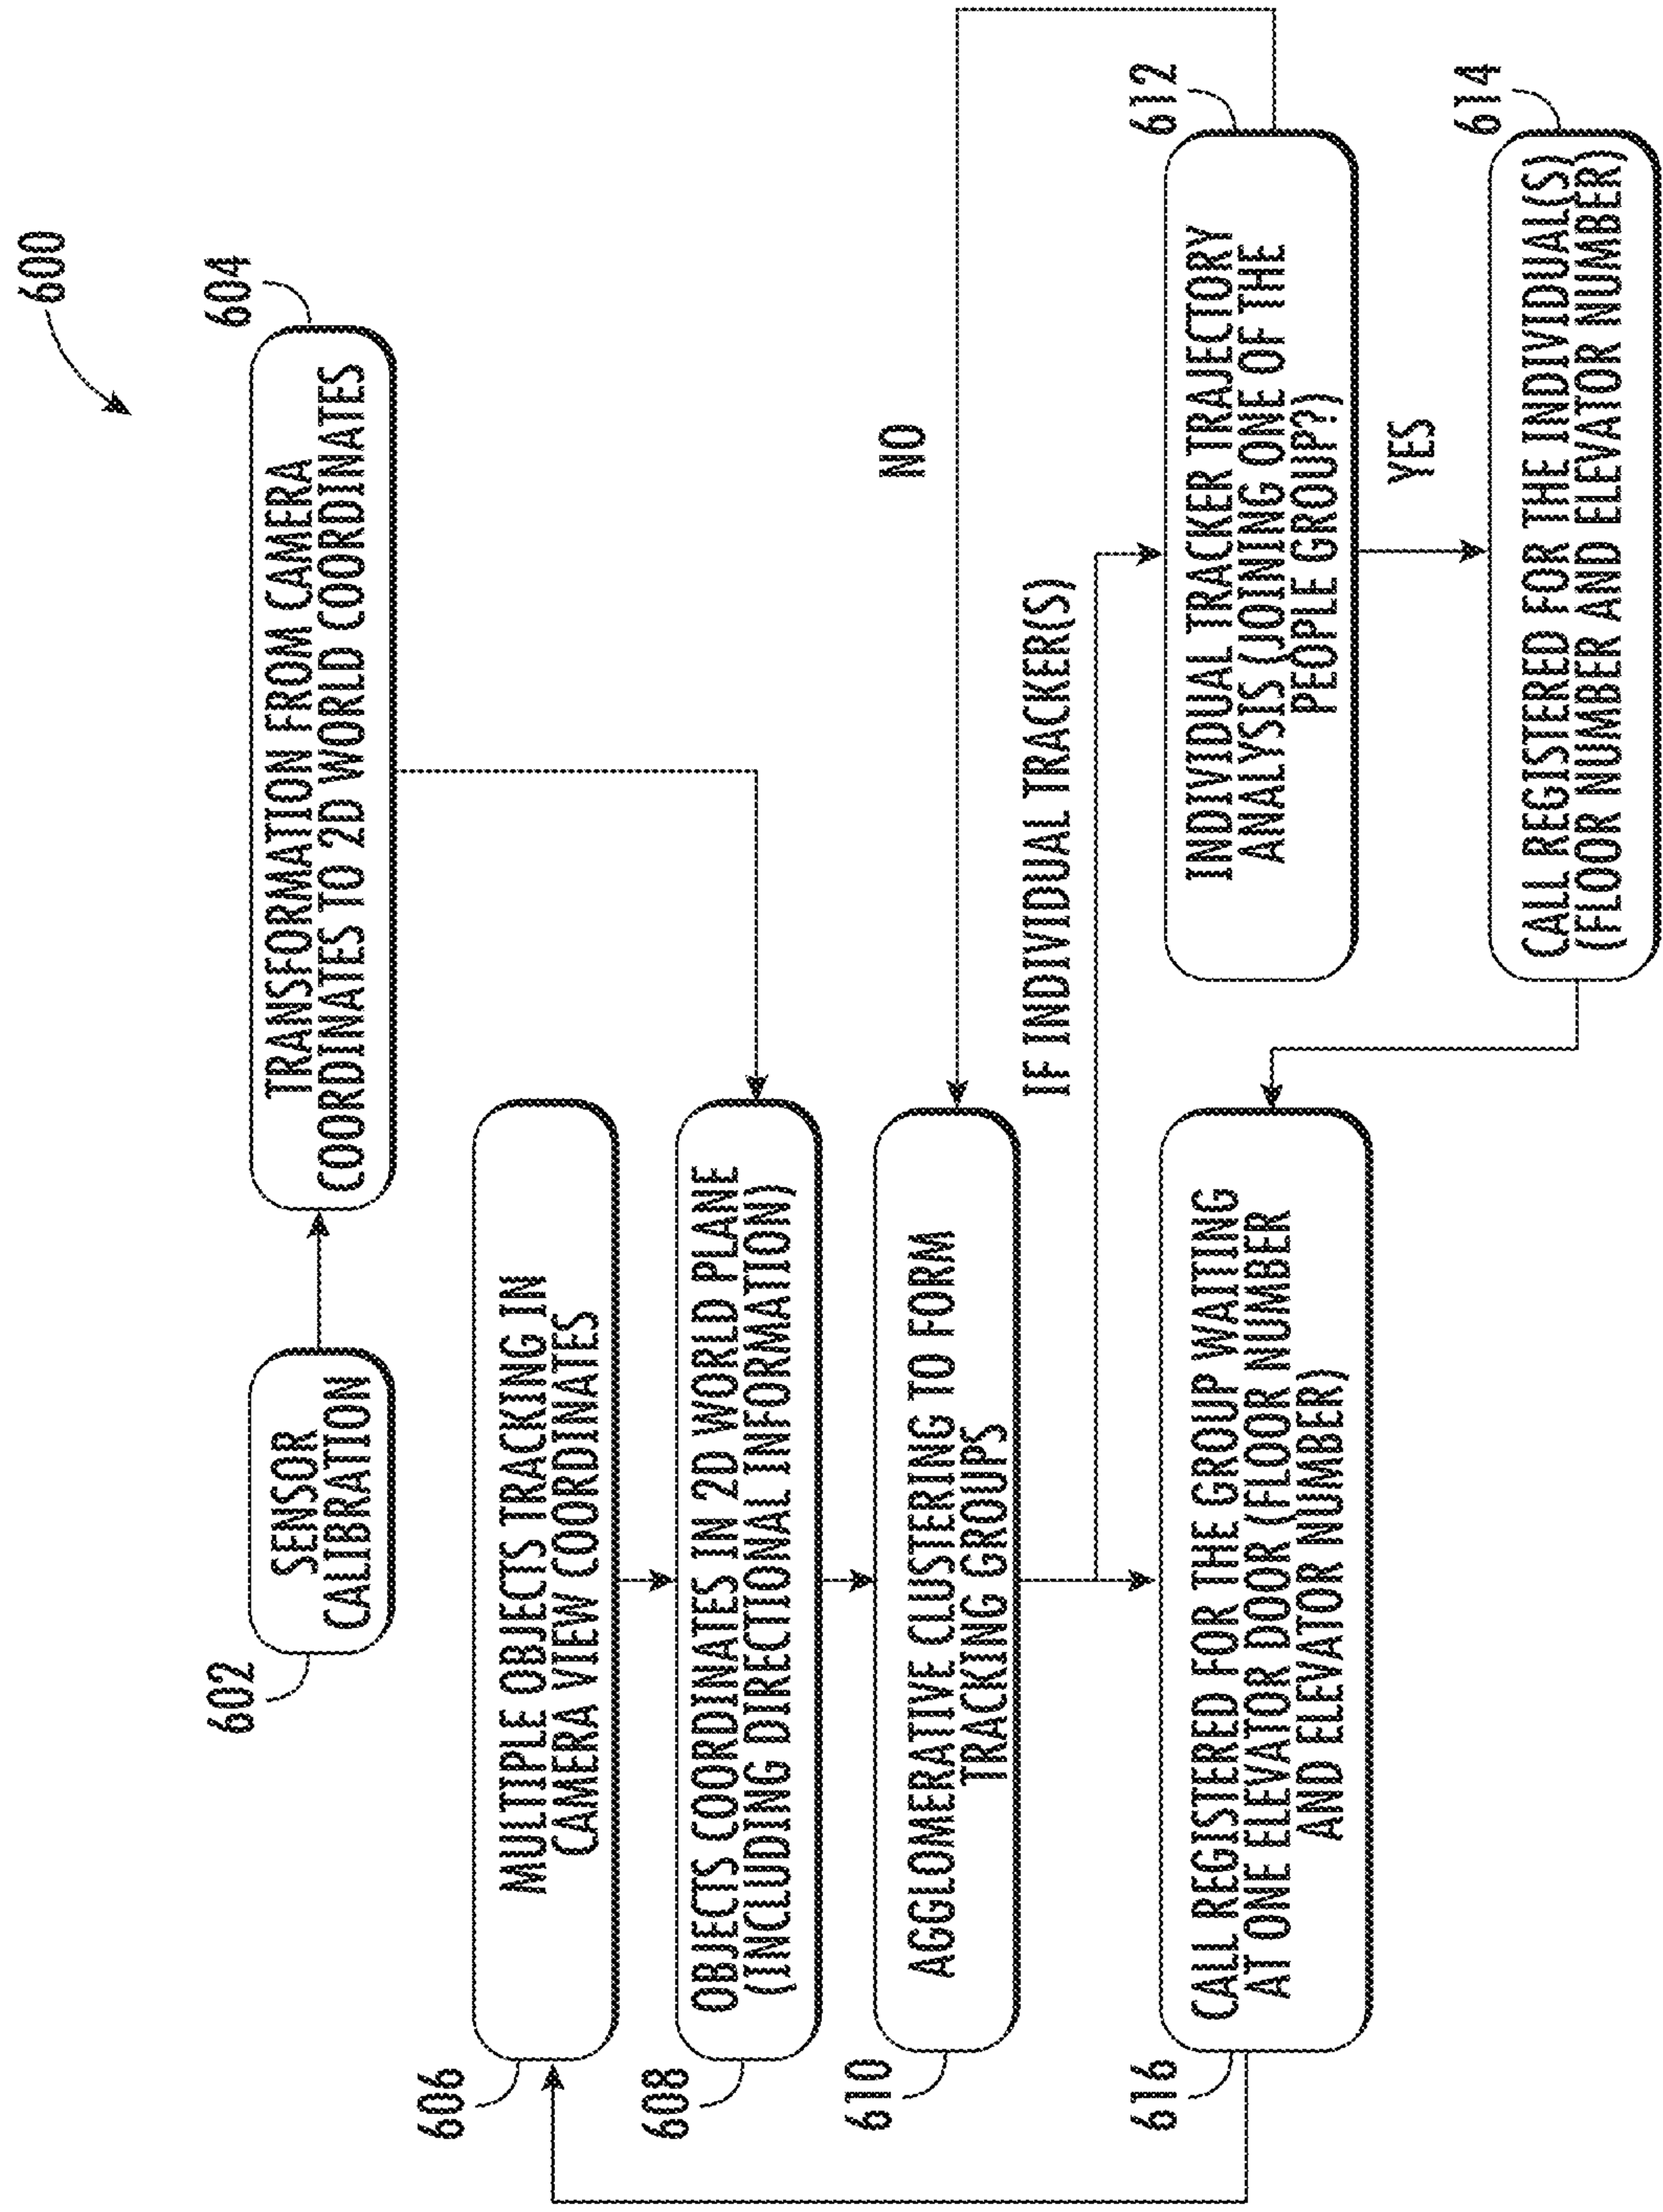 600
602
SENSOR
CALIBRATION
604
TRANSFORMATION FROM CAMERA
COORDINATES TO 2D WORLD COORDINATES
606
MULTIPLE OBJECTS TRACKING IN
CAMERA VIEW COORDINATES
608
OBJECTS COORDINATES IN 2D WORLD PLANE
(INCLUDING DIRECTIONAL INFORMATION)
610
AGGLOMERATIVE CLUSTERING TO FORM
TRACKING GROUPS
NO
IF INDIVIDUAL TRACKER(S)
612
INDIVIDUAL TRACKER TRAJECTORY
ANALYSIS (JOINING ONE OF THE
PEOPLE GROUP?)
YES
614
CALL REGISTERED FOR THE INDIVIDUAL(S)
(FLOOR NUMBER AND ELEVATOR NUMBER)
616
CALL REGISTERED FOR THE GROUP WAITING
AT ONE ELEVATOR DOOR (FLOOR NUMBER
AND ELEVATOR NUMBER)